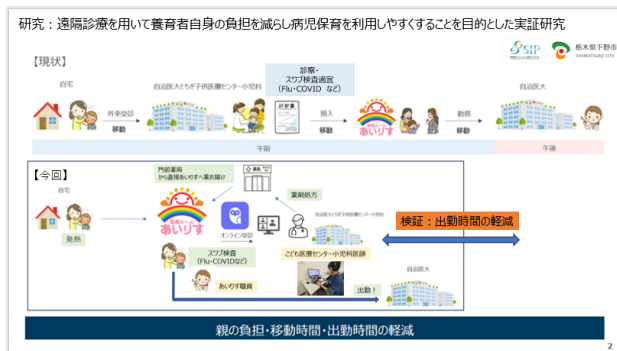 研究：遠隔診療を用いて養育者自身の負担を減らし病児保育を利用しやすくすることを目的とした実証研究
SIP
栃木県下野市
SHIMOTSUKE CITY
【現状】
自宅
自治医大とちぎ子供医療センター小児科
診察・
スワブ検査適宜
(Flu・COVID など)
自治医大
外来受診
移動
預入
移動
あいりす
勤務
移動
午前
午後
【今回】
自宅
発熱
門前薬局
から直接あいりすへ薬お届け
あいりす
薬剤処方
オンライン受診
自治医大とちぎ子ども医療センター小児科
スワブ検査
(Flu・COVIDなど)
こども医療センター小児科医師
あいりす職員
出勤！
自治医大
検証：出勤時間の軽減
親の負担・移動時間・出勤時間の軽減
2